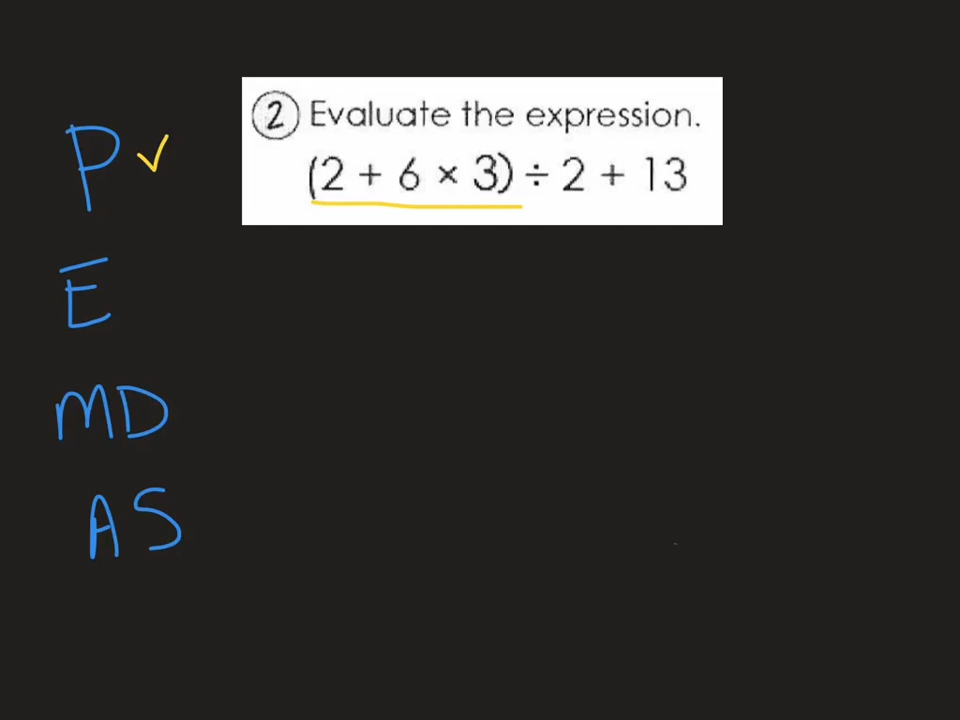 P ✓
② Evaluate the expression.
(2 + 6 × 3) ÷ 2 + 13
E
MD
AS